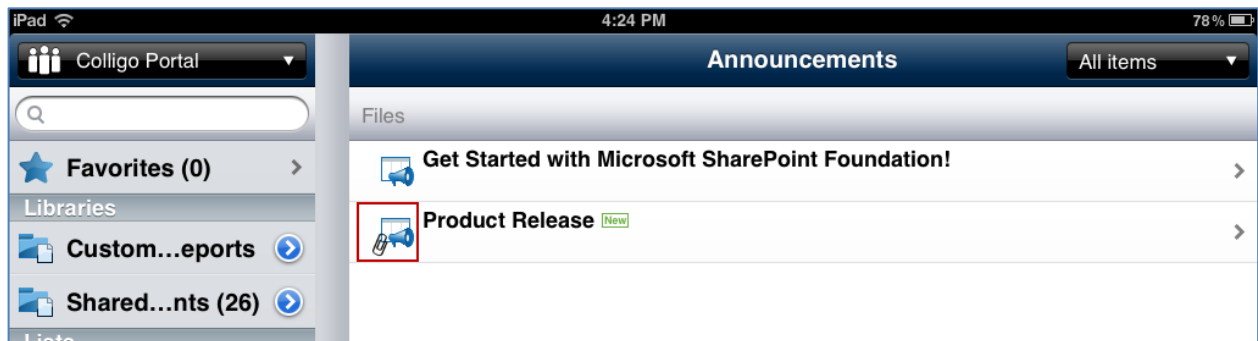 iPad 4:24 PM 78%
Colligo Portal
Announcements
All items
Files
Favorites (0)
Get Started with Microsoft SharePoint Foundation!
Libraries
Product Release New
Custom...eports
Shared...nts (26)
Lists